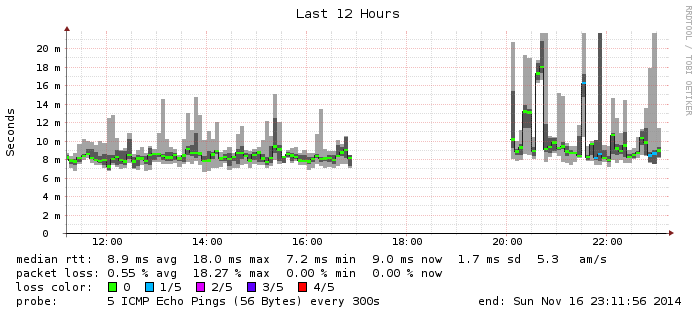 Last 12 Hours
RRDTOOL / TOBI OETIKER
Seconds
20 m
18 m
16 m
14 m
12 m
10 m
8 m
6 m
4 m
2 m
0
12:00 14:00 16:00 18:00 20:00 22:00
median rtt: 8.9 ms avg 18.0 ms max 7.2 ms min 9.0 ms now 1.7 ms sd 5.3 am/s
packet loss: 0.55 % avg 18.27 % max 0.00 % min 0.00 % now
loss color: 0 1/5 2/5 3/5 4/5
probe: 5 ICMP Echo Pings (56 Bytes) every 300s end: Sun Nov 16 23:11:56 2014